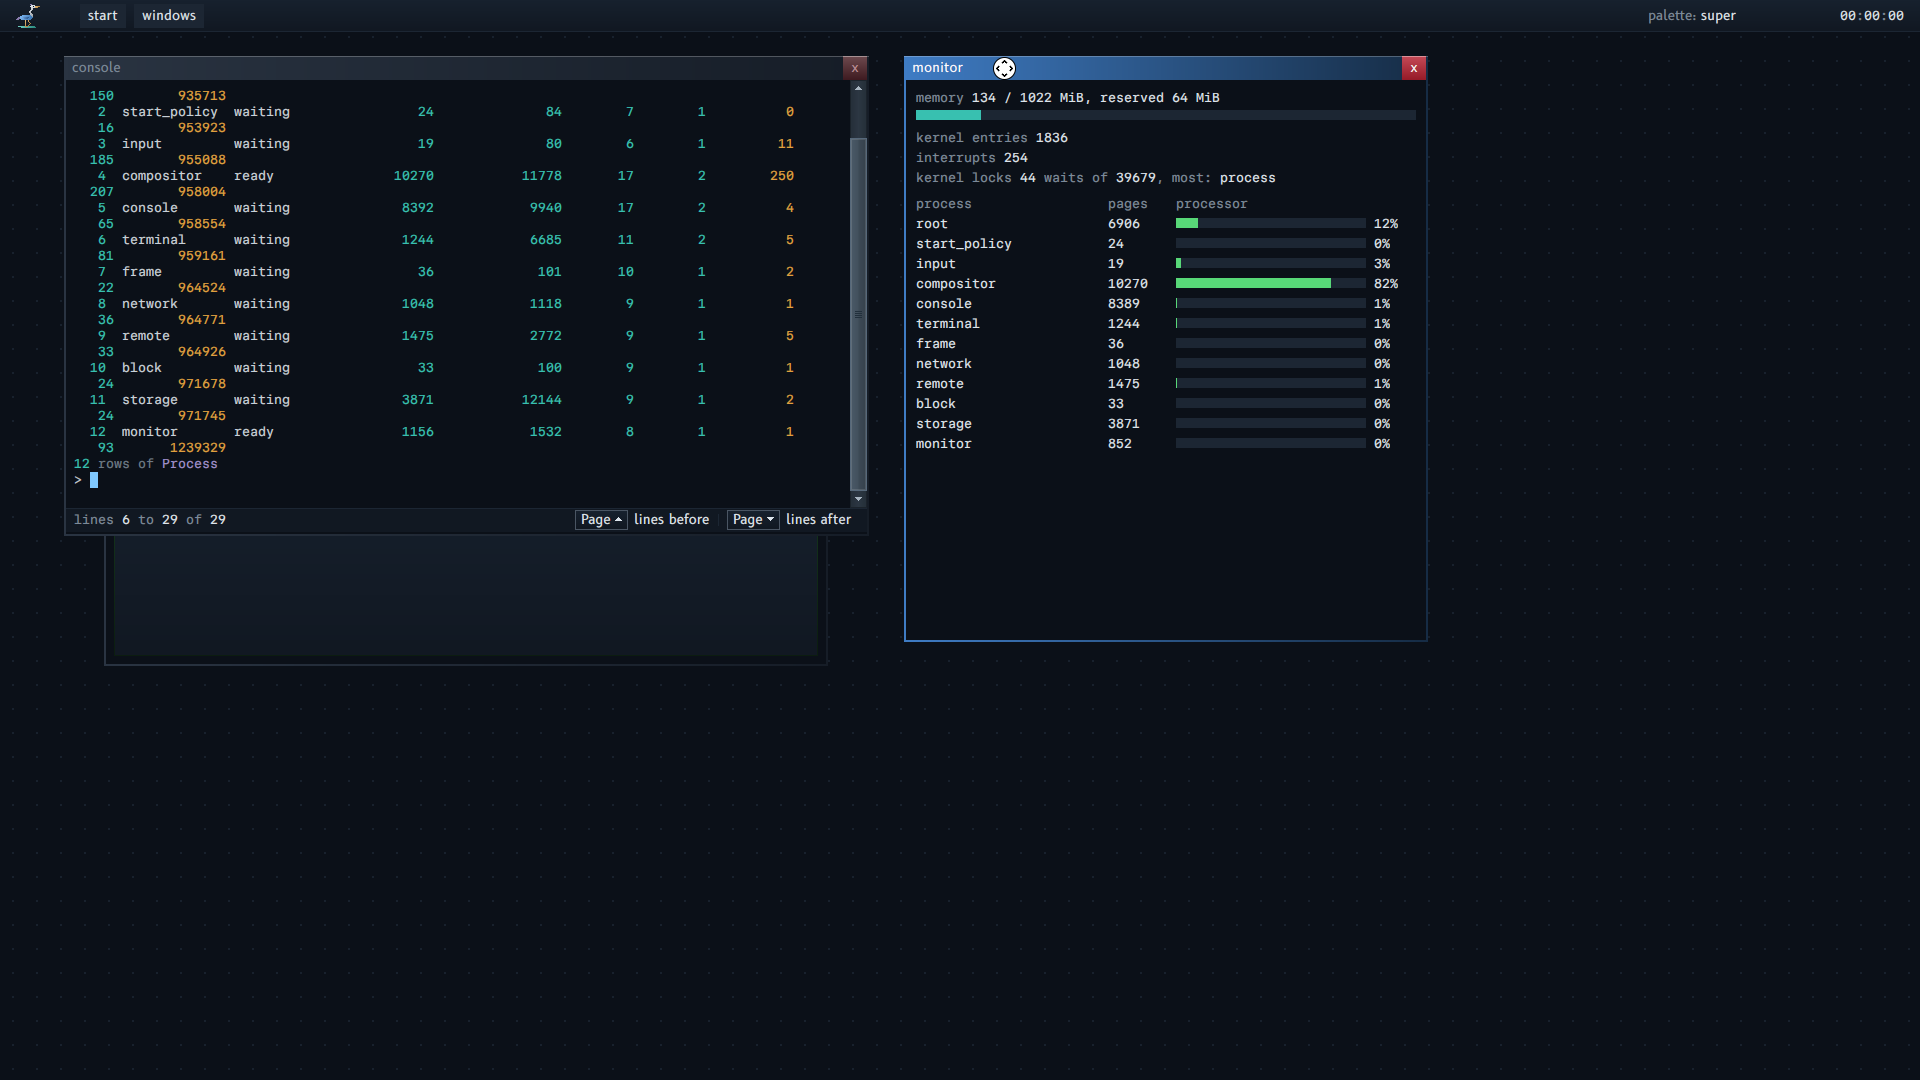 start windows palette: super 00:00:00
console x
150 935713
2 start_policy waiting 24 84 7 1 0
16 953923
3 input waiting 19 80 6 1 11
185 955088
4 compositor ready 10270 11778 17 2 250
207 958004
5 console waiting 8392 9940 17 2 4
65 958554
6 terminal waiting 1244 6685 11 2 5
81 959161
7 frame waiting 36 101 10 1 2
22 964524
8 network waiting 1048 1118 9 1 1
36 964771
9 remote waiting 1475 2772 9 1 5
33 964926
10 block waiting 33 100 9 1 1
24 971678
11 storage waiting 3871 12144 9 1 2
24 971745
12 monitor ready 1156 1532 8 1 1
93 1239329
12 rows of Process
>
lines 6 to 29 of 29 Page lines before Page lines after
monitor x
memory 134 / 1022 MiB, reserved 64 MiB
kernel entries 1836
interrupts 254
kernel locks 44 waits of 39679, most: process
process pages processor
root 6906 12%
start_policy 24 0%
input 19 3%
compositor 10270 82%
console 8389 1%
terminal 1244 1%
frame 36 0%
network 1048 0%
remote 1475 1%
block 33 0%
storage 3871 0%
monitor 852 0%